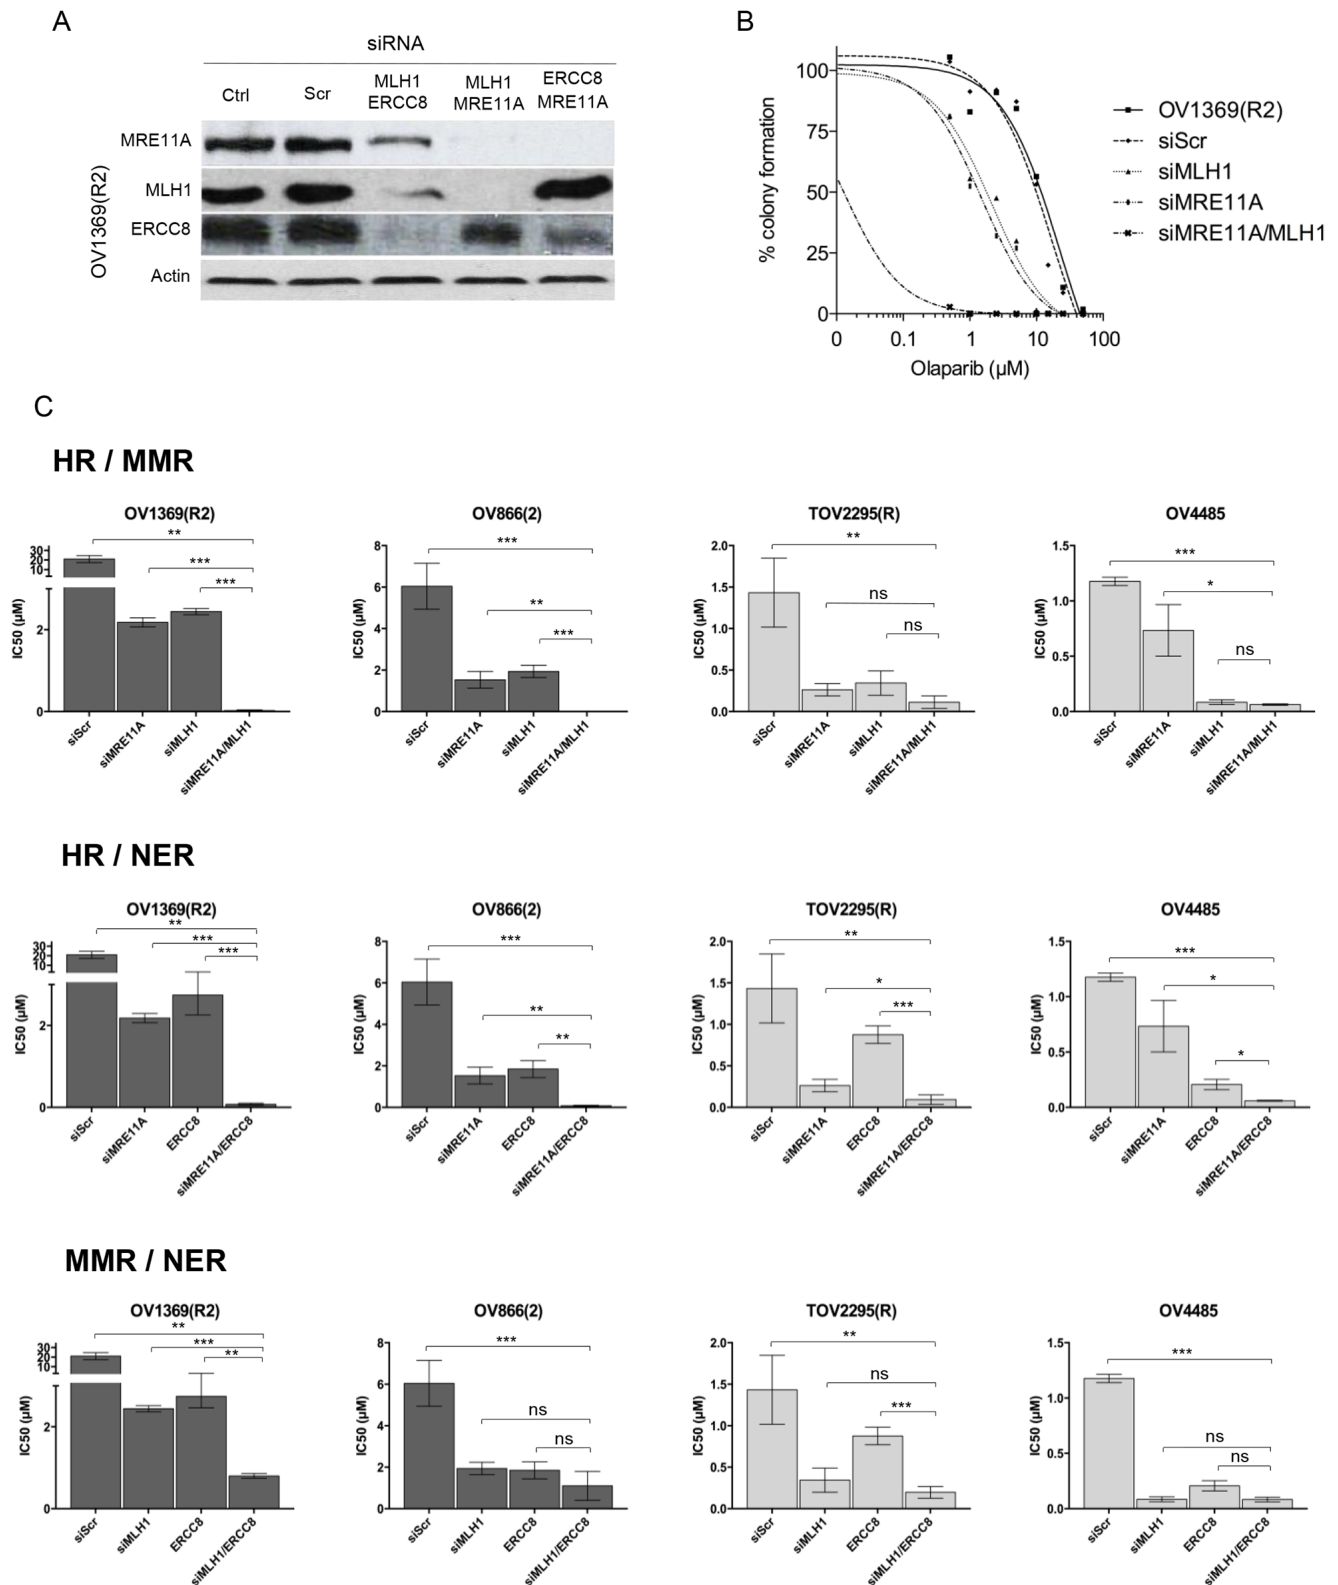 A
siRNA
Ctrl
Scr
MLH1
ERCC8
MLH1
MRE11A
ERCC8
MRE11A
OV1369(R2)
MRE11A
MLH1
ERCC8
Actin
B
% colony formation
100
75
50
25
0
0
0.1
1
10
100
Olaparib (µM)
OV1369(R2)
siScr
siMLH1
siMRE11A
siMRE11A/MLH1
C
HR / MMR
OV1369(R2)
**
***
***
IC50 (µM)
30
20
10
2
0
siScr
siMRE11A
siMLH1
siMRE11A/MLH1
OV866(2)
***
**
***
IC50 (µM)
8
6
4
2
0
siScr
siMRE11A
siMLH1
siMRE11A/MLH1
TOV2295(R)
**
ns
ns
IC50 (µM)
2.0
1.5
1.0
0.5
0.0
siScr
siMRE11A
siMLH1
siMRE11A/MLH1
OV4485
***
*
ns
IC50 (µM)
1.5
1.0
0.5
0.0
siScr
siMRE11A
siMLH1
siMRE11A/MLH1
HR / NER
OV1369(R2)
**
***
***
IC50 (µM)
30
20
10
2
0
siScr
siMRE11A
ERCC8
siMRE11A/ERCC8
OV866(2)
***
**
**
IC50 (µM)
8
6
4
2
0
siScr
siMRE11A
ERCC8
siMRE11A/ERCC8
TOV2295(R)
**
*
***
IC50 (µM)
2.0
1.5
1.0
0.5
0.0
siScr
siMRE11A
ERCC8
siMRE11A/ERCC8
OV4485
***
*
*
IC50 (µM)
1.5
1.0
0.5
0.0
siScr
siMRE11A
ERCC8
siMRE11A/ERCC8
MMR / NER
OV1369(R2)
**
***
**
IC50 (µM)
30
20
10
2
0
siScr
siMLH1
ERCC8
siMLH1/ERCC8
OV866(2)
***
ns
ns
IC50 (µM)
8
6
4
2
0
siScr
siMLH1
ERCC8
siMLH1/ERCC8
TOV2295(R)
**
ns
***
IC50 (µM)
2.0
1.5
1.0
0.5
0.0
siScr
siMLH1
ERCC8
siMLH1/ERCC8
OV4485
***
ns
ns
IC50 (µM)
1.5
1.0
0.5
0.0
siScr
siMLH1
ERCC8
siMLH1/ERCC8